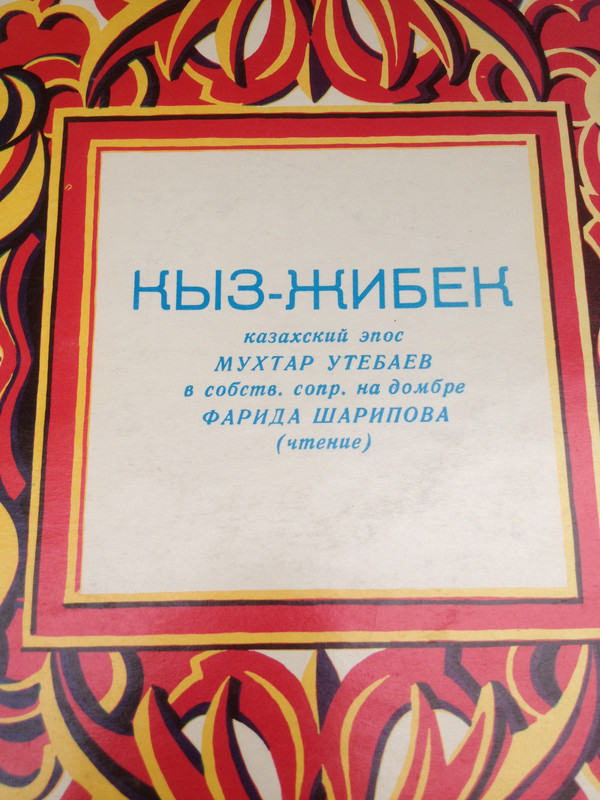 КЫЗ-ЖИБЕК
казахский эпос
МУХТАР УТЕБАЕВ
в собств. сопр. на домбре
ФАРИДА ШАРИПОВА
(чтение)